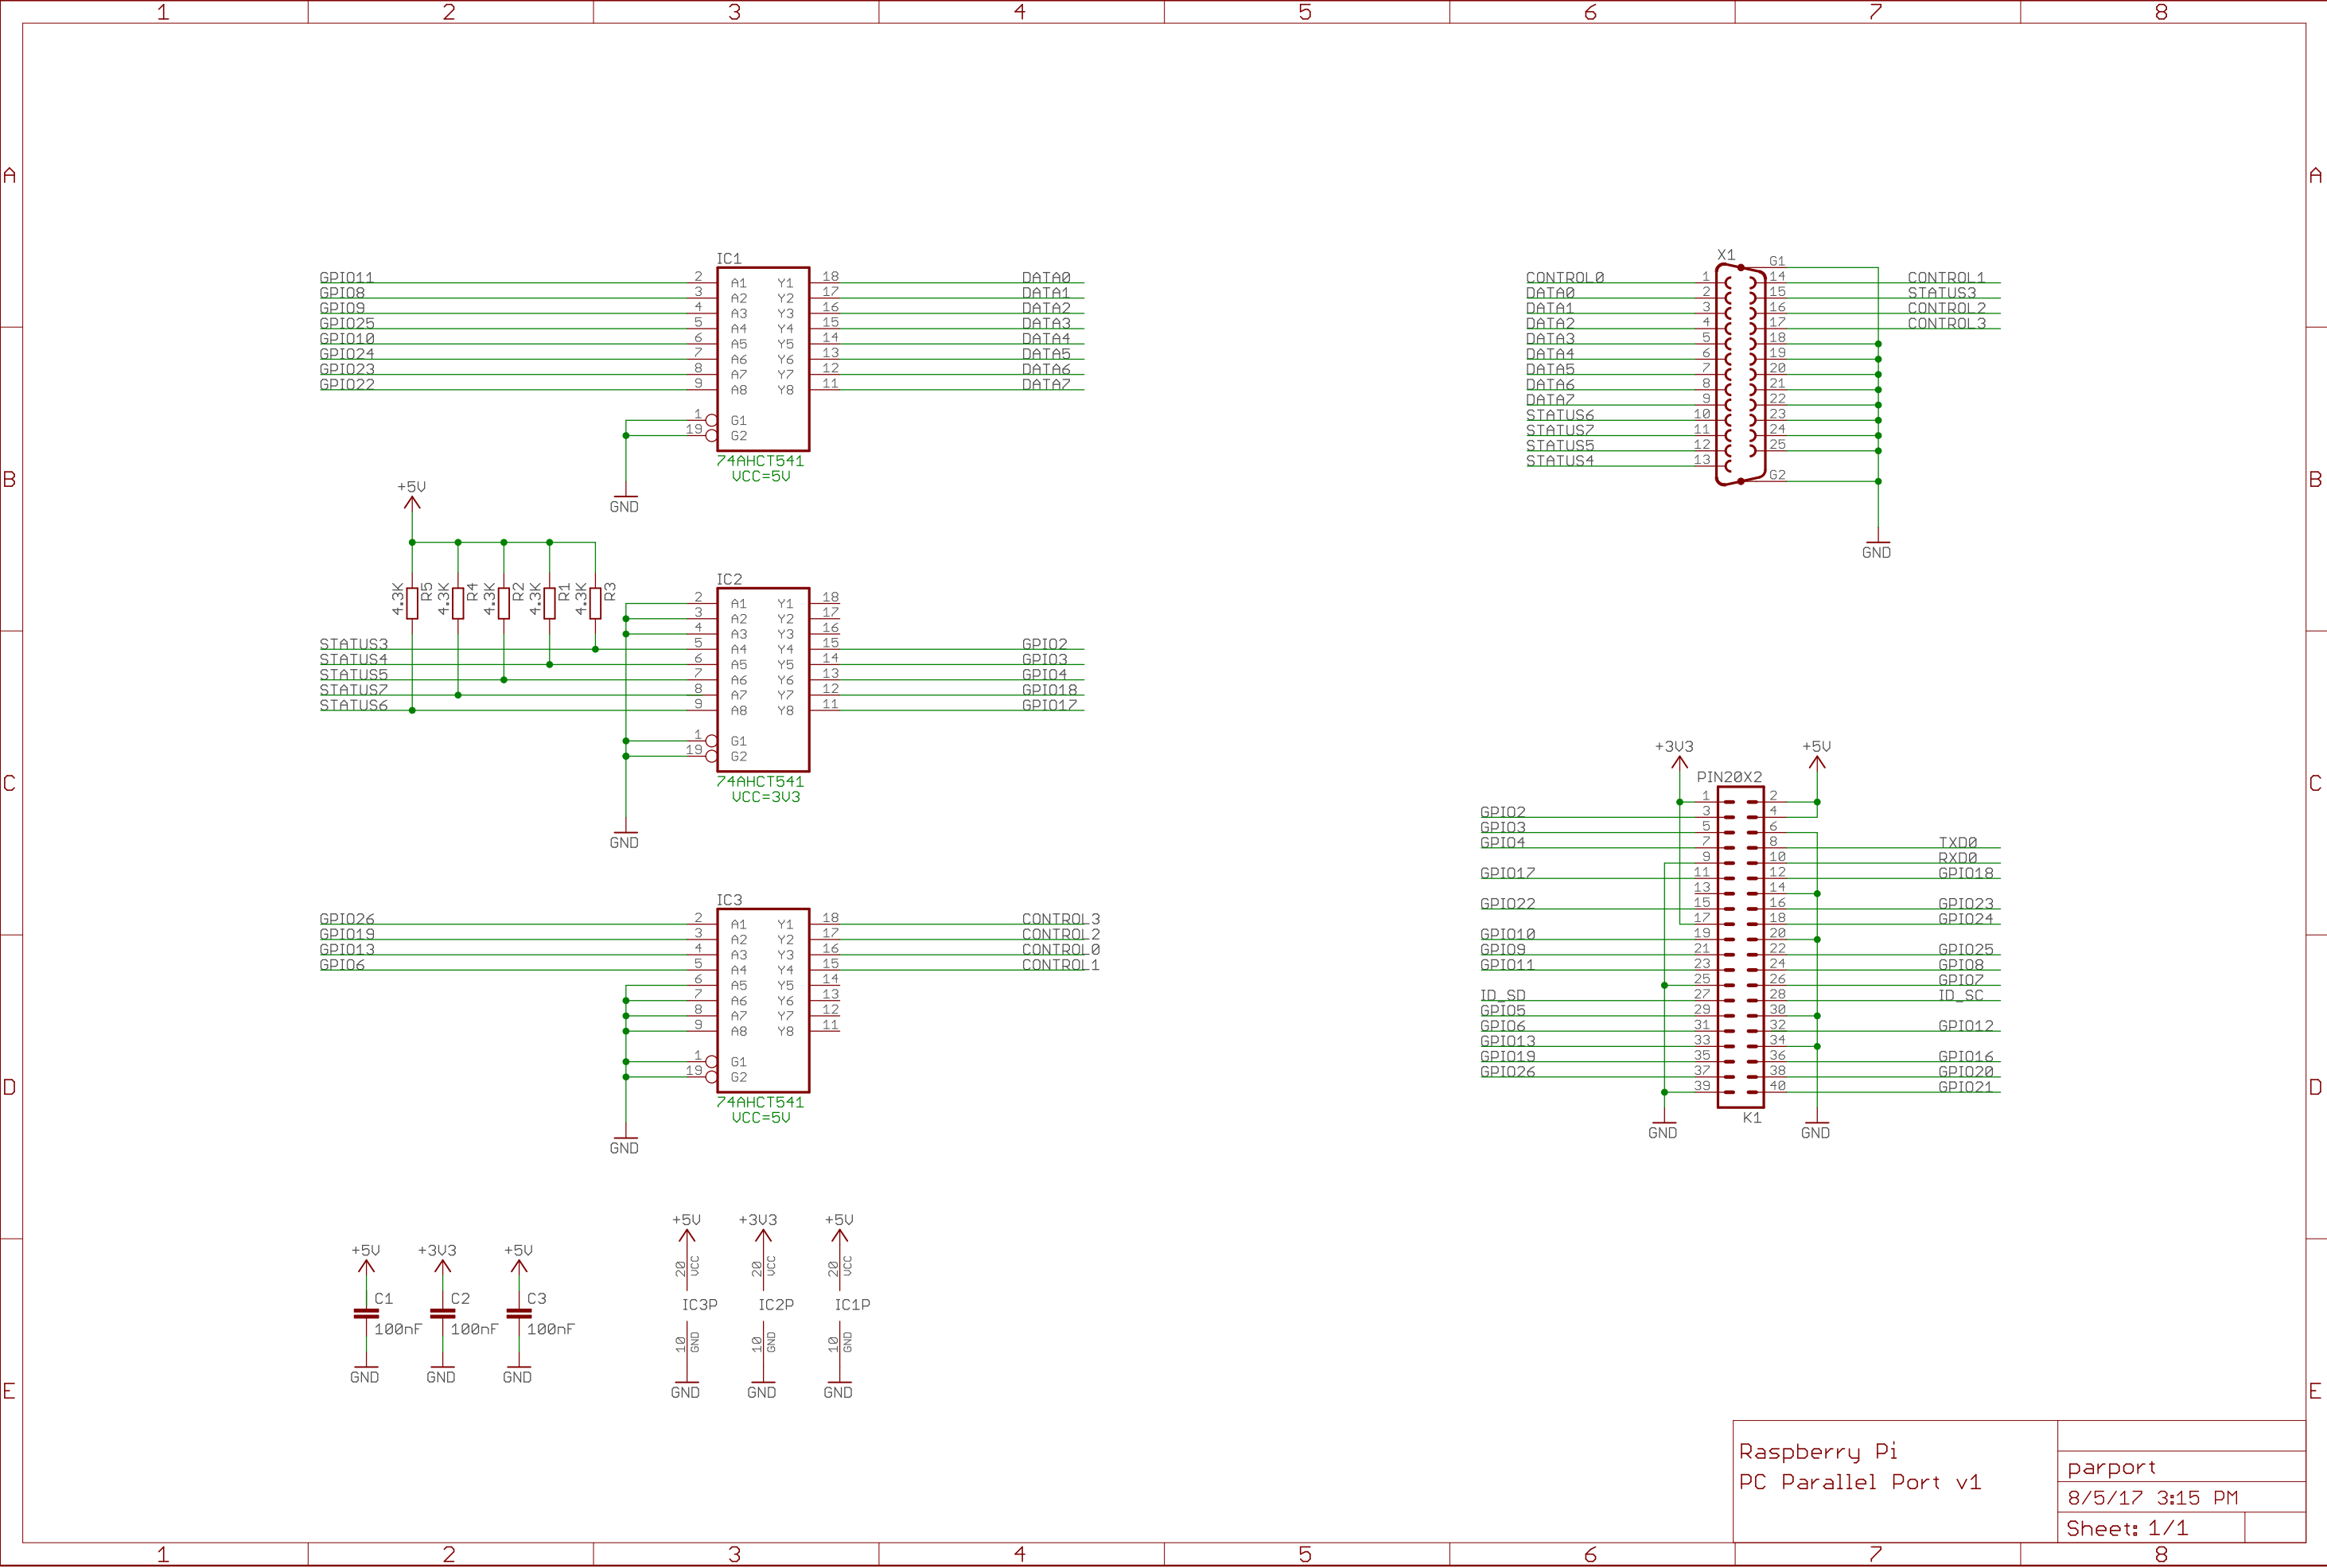 1 2 3 4 5 6 7 8
A A
B B
C C
D D
E E
IC1
GPIO11 2 A1 Y1 18 DATA0
GPIO8 3 A2 Y2 17 DATA1
GPIO9 4 A3 Y3 16 DATA2
GPIO25 5 A4 Y4 15 DATA3
GPIO10 6 A5 Y5 14 DATA4
GPIO24 7 A6 Y6 13 DATA5
GPIO23 8 A7 Y7 12 DATA6
GPIO22 9 A8 Y8 11 DATA7
1 G1
19 G2
74AHCT541
VCC=5V
GND
X1 G1
CONTROL0 1 14 CONTROL1
DATA0 2 15 STATUS3
DATA1 3 16 CONTROL2
DATA2 4 17 CONTROL3
DATA3 5 18
DATA4 6 19
DATA5 7 20
DATA6 8 21
DATA7 9 22
STATUS6 10 23
STATUS7 11 24
STATUS5 12 25
STATUS4 13
G2
GND
+5V
4.3K R5 4.3K R4 4.3K R2 4.3K R1 4.3K R3
IC2
2 A1 Y1 18
3 A2 Y2 17
4 A3 Y3 16
STATUS3 5 A4 Y4 15 GPIO2
STATUS4 6 A5 Y5 14 GPIO3
STATUS5 7 A6 Y6 13 GPIO4
STATUS7 8 A7 Y7 12 GPIO18
STATUS6 9 A8 Y8 11 GPIO17
1 G1
19 G2
74AHCT541
VCC=3V3
GND
+3V3 +5V
PIN20X2
1 2
GPIO2 3 4
GPIO3 5 6
GPIO4 7 8 TXD0
9 10 RXD0
GPIO17 11 12 GPIO18
13 14
GPIO22 15 16 GPIO23
17 18 GPIO24
GPIO10 19 20
GPIO9 21 22 GPIO25
GPIO11 23 24 GPIO8
25 26 GPIO7
ID_SD 27 28 ID_SC
GPIO5 29 30
GPIO6 31 32 GPIO12
GPIO13 33 34
GPIO19 35 36 GPIO16
GPIO26 37 38 GPIO20
39 40 GPIO21
K1
GND GND
IC3
GPIO26 2 A1 Y1 18 CONTROL3
GPIO19 3 A2 Y2 17 CONTROL2
GPIO13 4 A3 Y3 16 CONTROL0
GPIO6 5 A4 Y4 15 CONTROL1
6 A5 Y5 14
7 A6 Y6 13
8 A7 Y7 12
9 A8 Y8 11
1 G1
19 G2
74AHCT541
VCC=5V
GND
+5V +3V3 +5V
C1 C2 C3
100nF 100nF 100nF
GND GND GND
+5V +3V3 +5V
20 VCC 20 VCC 20 VCC
IC3P IC2P IC1P
10 GND 10 GND 10 GND
GND GND GND
Raspberry Pi
PC Parallel Port v1
parport
8/5/17 3:15 PM
Sheet: 1/1
1 2 3 4 5 6 7 8